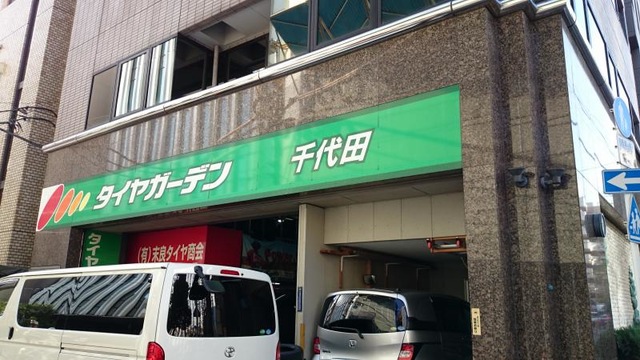 タイヤガーデン 千代田
タイヤ
(有)末良タイヤ商会